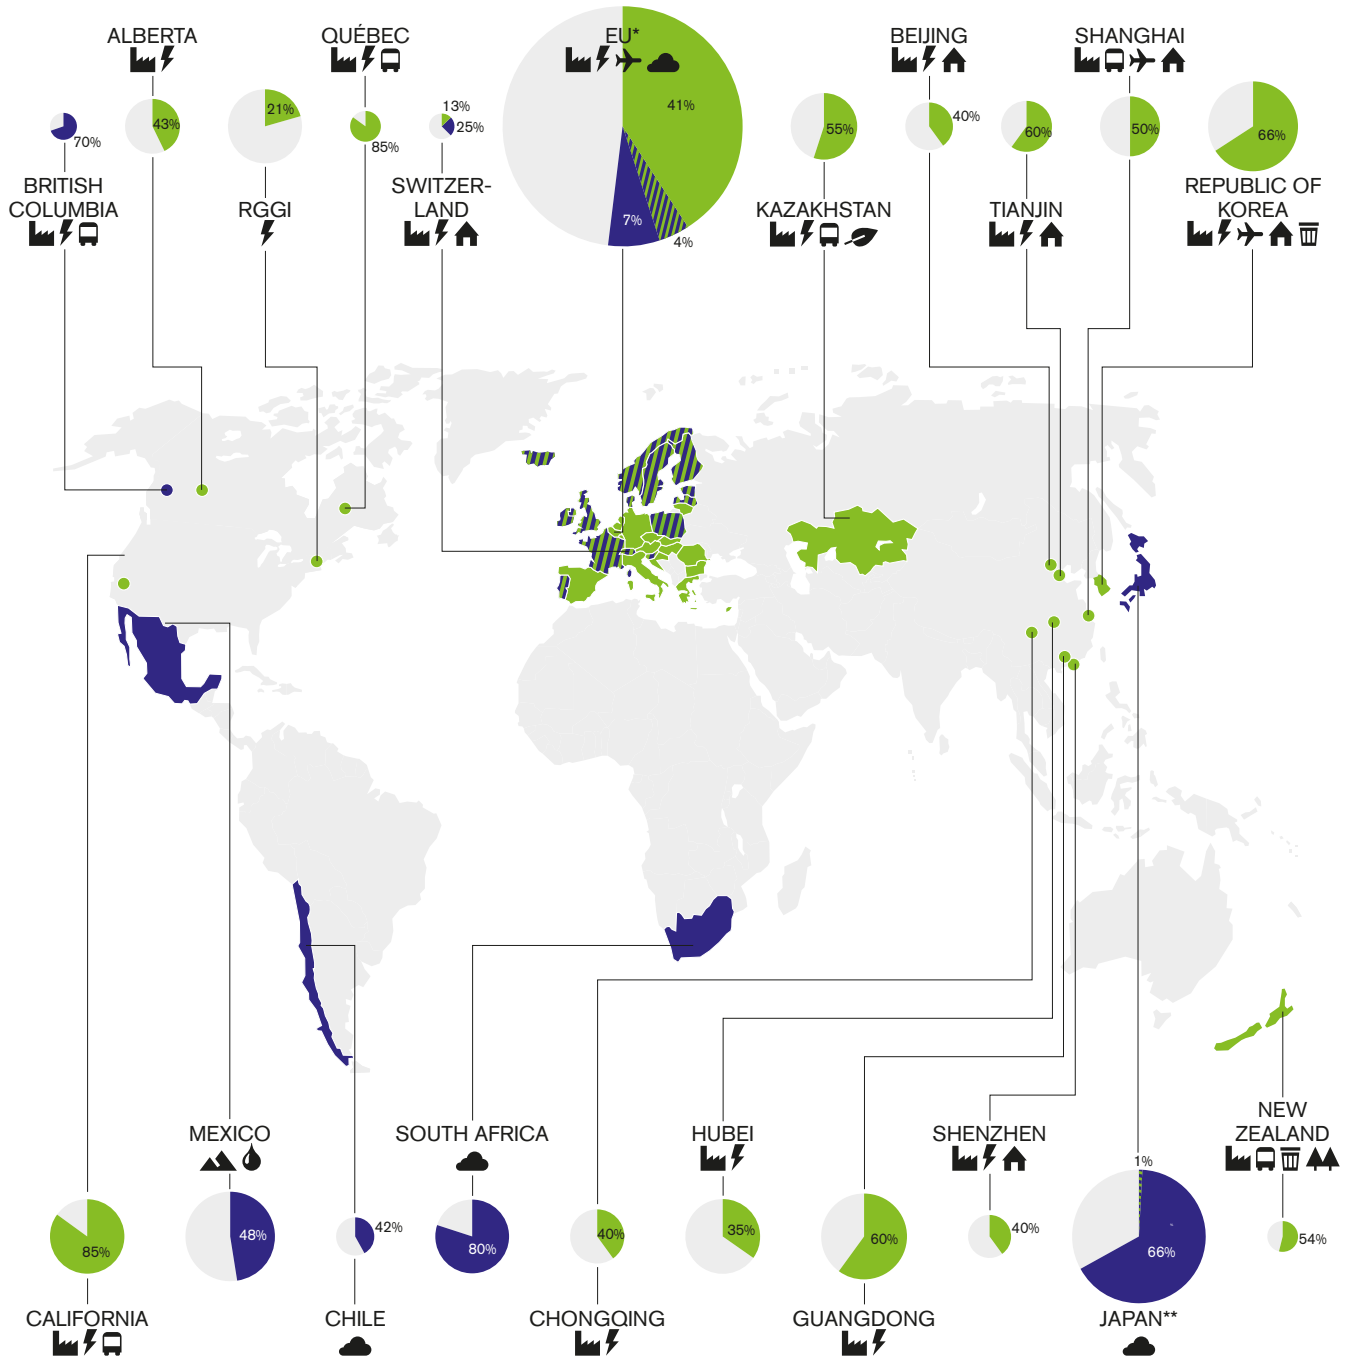 ALBERTA
43%
QUÉBEC
85%
EU*
41%
7%
4%
BEIJING
40%
SHANGHAI
50%
70%
BRITISH
COLUMBIA
21%
RGGI
13%
25%
SWITZER-
LAND
55%
KAZAKHSTAN
60%
TIANJIN
66%
REPUBLIC OF
KOREA
MEXICO
48%
SOUTH AFRICA
80%
HUBEI
35%
SHENZHEN
40%
NEW
ZEALAND
54%
85%
CALIFORNIA
42%
CHILE
40%
CHONGQING
60%
GUANGDONG
1%
66%
JAPAN**